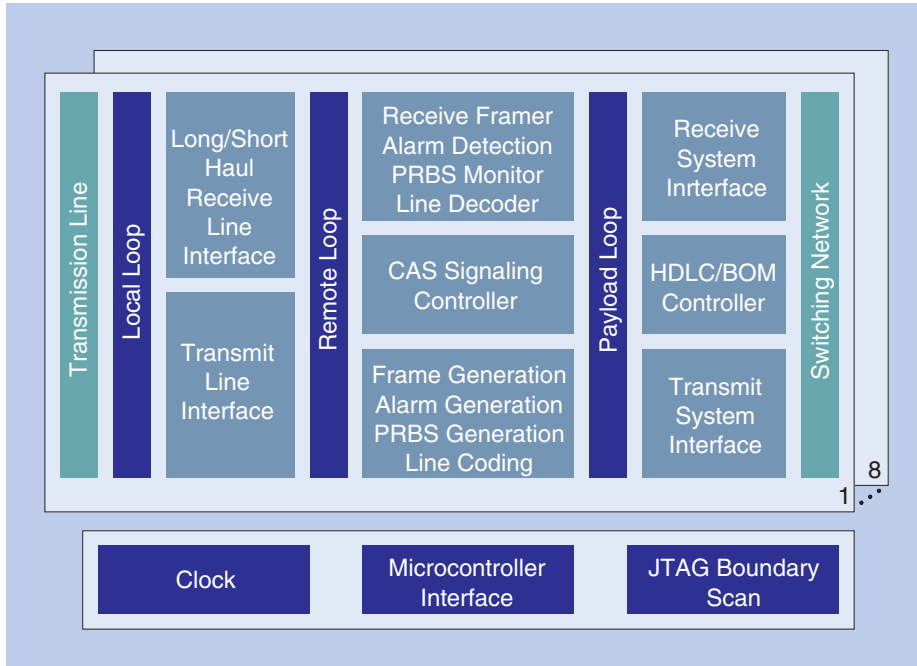 Transmission Line
Local Loop
Long/Short
Haul
Receive
Line
Interface
Transmit
Line
Interface
Remote Loop
Receive Framer
Alarm Detection
PRBS Monitor
Line Decoder
CAS Signaling
Controller
Frame Generation
Alarm Generation
PRBS Generation
Line Coding
Payload Loop
Receive
System
Inrterface
HDLC/BOM
Controller
Transmit
System
Interface
Switching Network
1
8
Clock
Microcontroller
Interface
JTAG Boundary
Scan